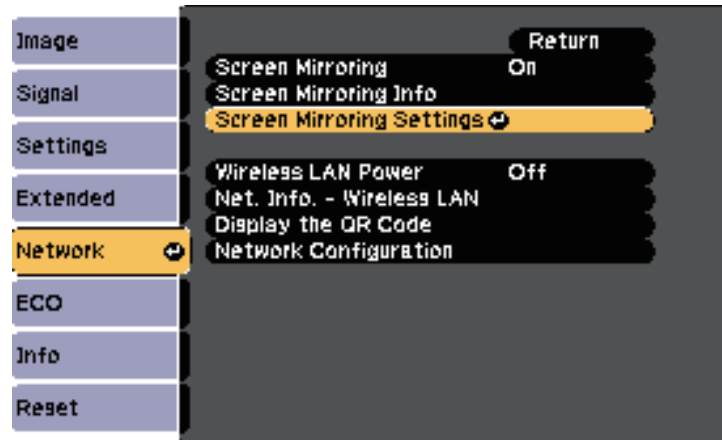 Image
Signal
Settings
Extended
Network
ECO
Info
Reset
Return
Screen Mirroring On
Screen Mirroring Info
Screen Mirroring Settings
Wireless LAN Power Off
Net. Info. - Wireless LAN
Display the QR Code
Network Configuration